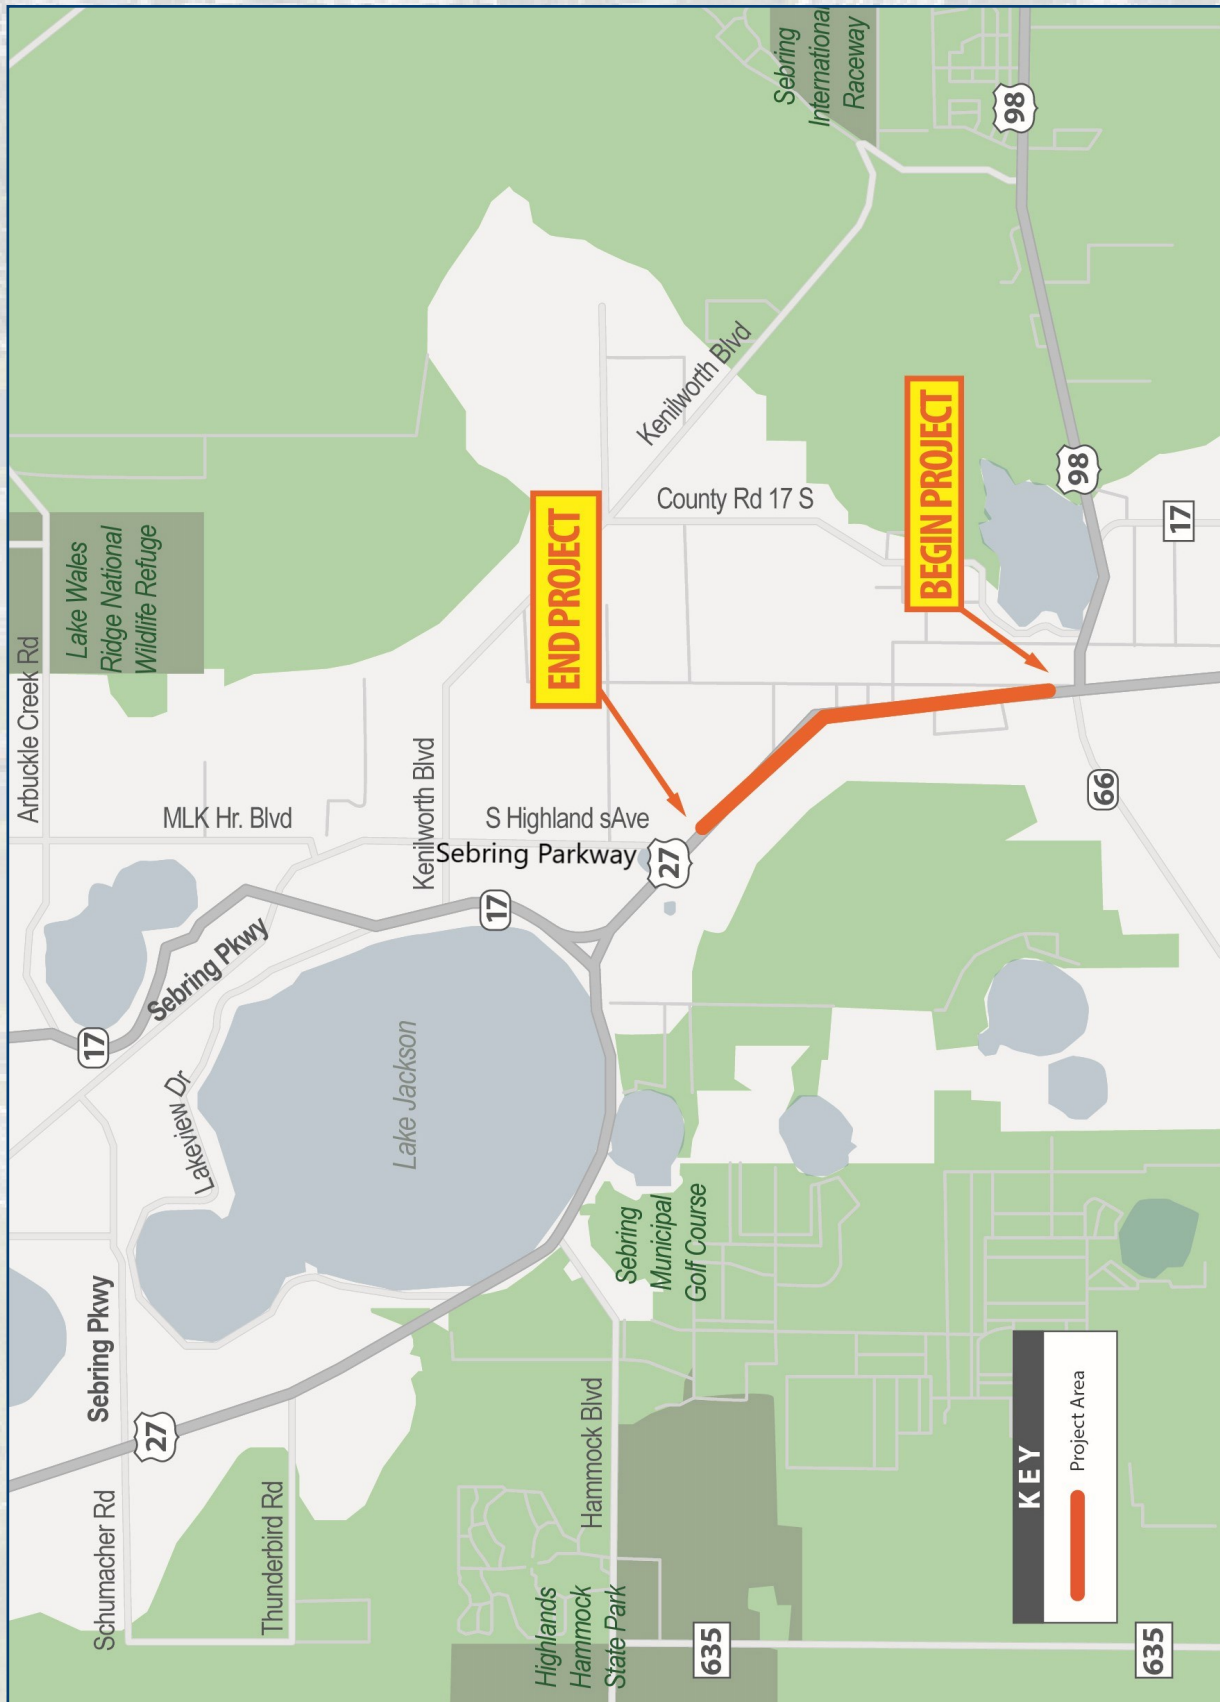 Arbuckle Creek Rd
Lake Wales
Ridge National
Wildlife Refuge
17
Schumacher Rd
Sebring Pkwy
27
Lakeview Dr
Sebring Pkwy
MLK Hr. Blvd
Thunderbird Rd
Lake Jackson
Kenilworth Blvd
17
Sebring Parkway
S Highland sAve
27
END PROJECT
Highlands
Hammock
State Park
Hammock Blvd
Sebring
Municipal
Golf Course
Kenilworth Blvd
County Rd 17 S
Sebring
International
Raceway
635
BEGIN PROJECT
98
98
66
17
KEY
Project Area
635